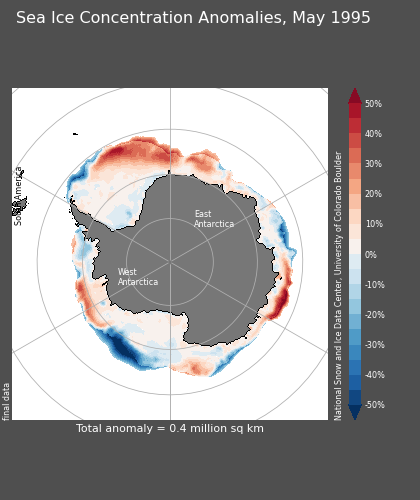 Sea Ice Concentration Anomalies, May 1995
South America
East
Antarctica
West
Antarctica
final data
National Snow and Ice Data Center, University of Colorado Boulder
50%
40%
30%
20%
10%
0%
-10%
-20%
-30%
-40%
-50%
Total anomaly = 0.4 million sq km